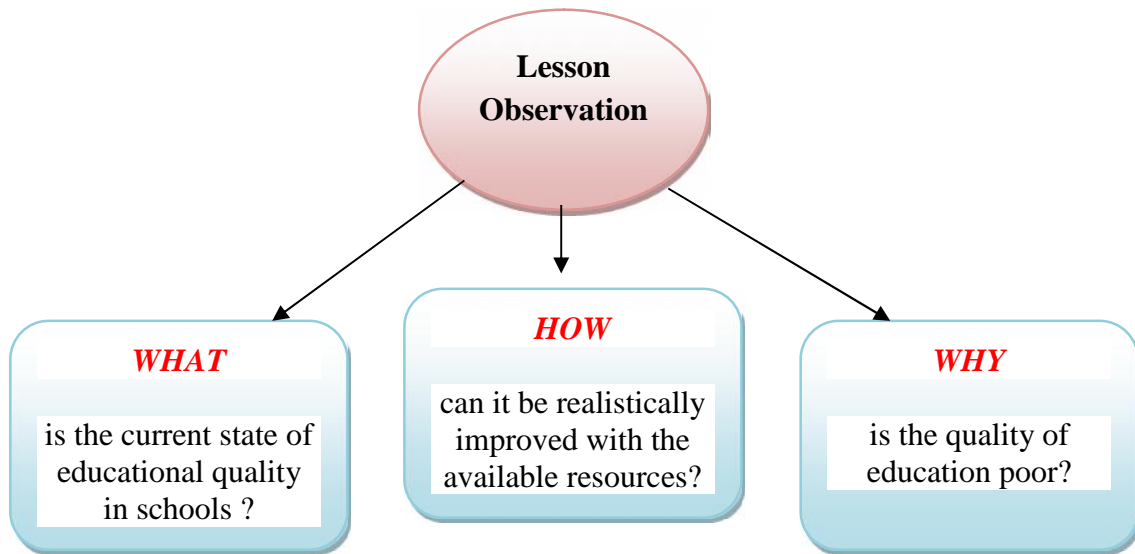 Lesson
Observation
WHAT
is the current state of
educational quality
in schools ?
HOW
can it be realistically
improved with the
available resources?
WHY
is the quality of
education poor?